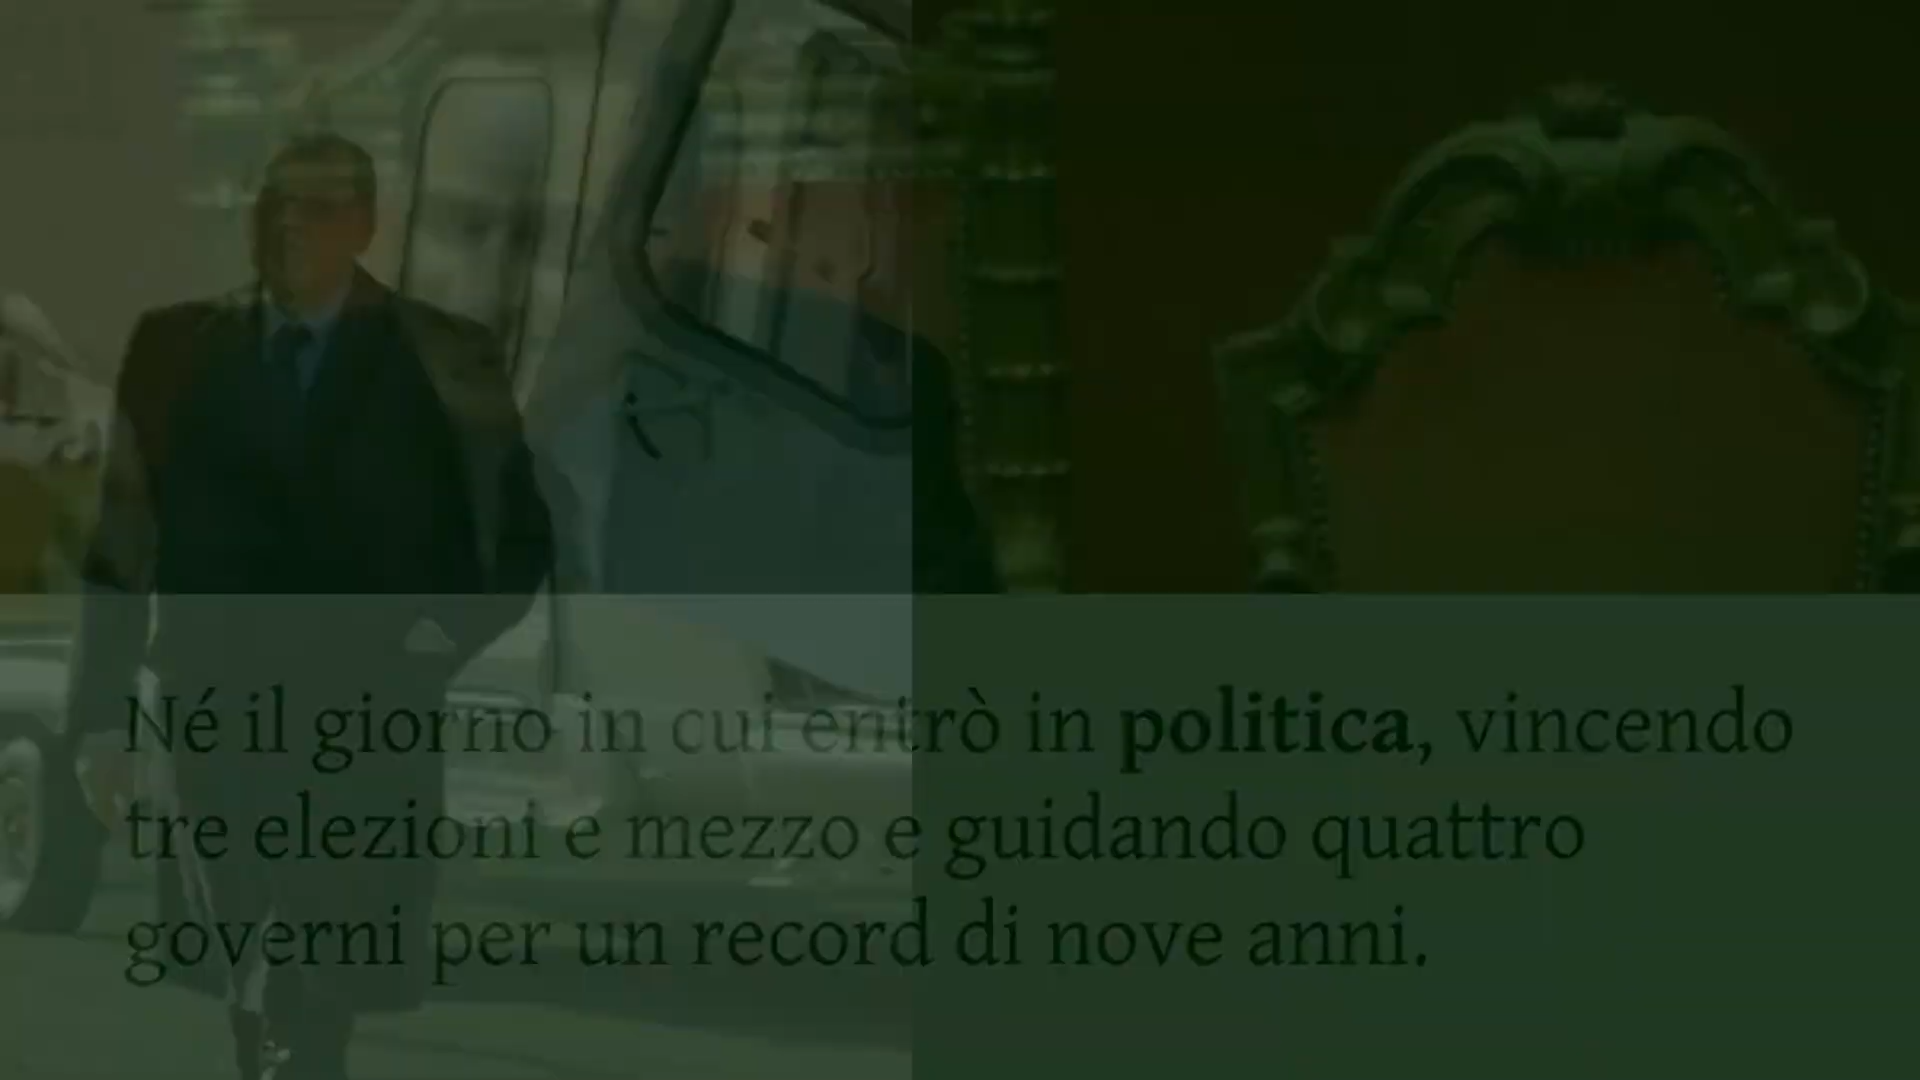 Né il giorno in cui entrò in politica, vincendo
tre elezioni e mezzo e guidando quattro
governi per un record di nove anni.